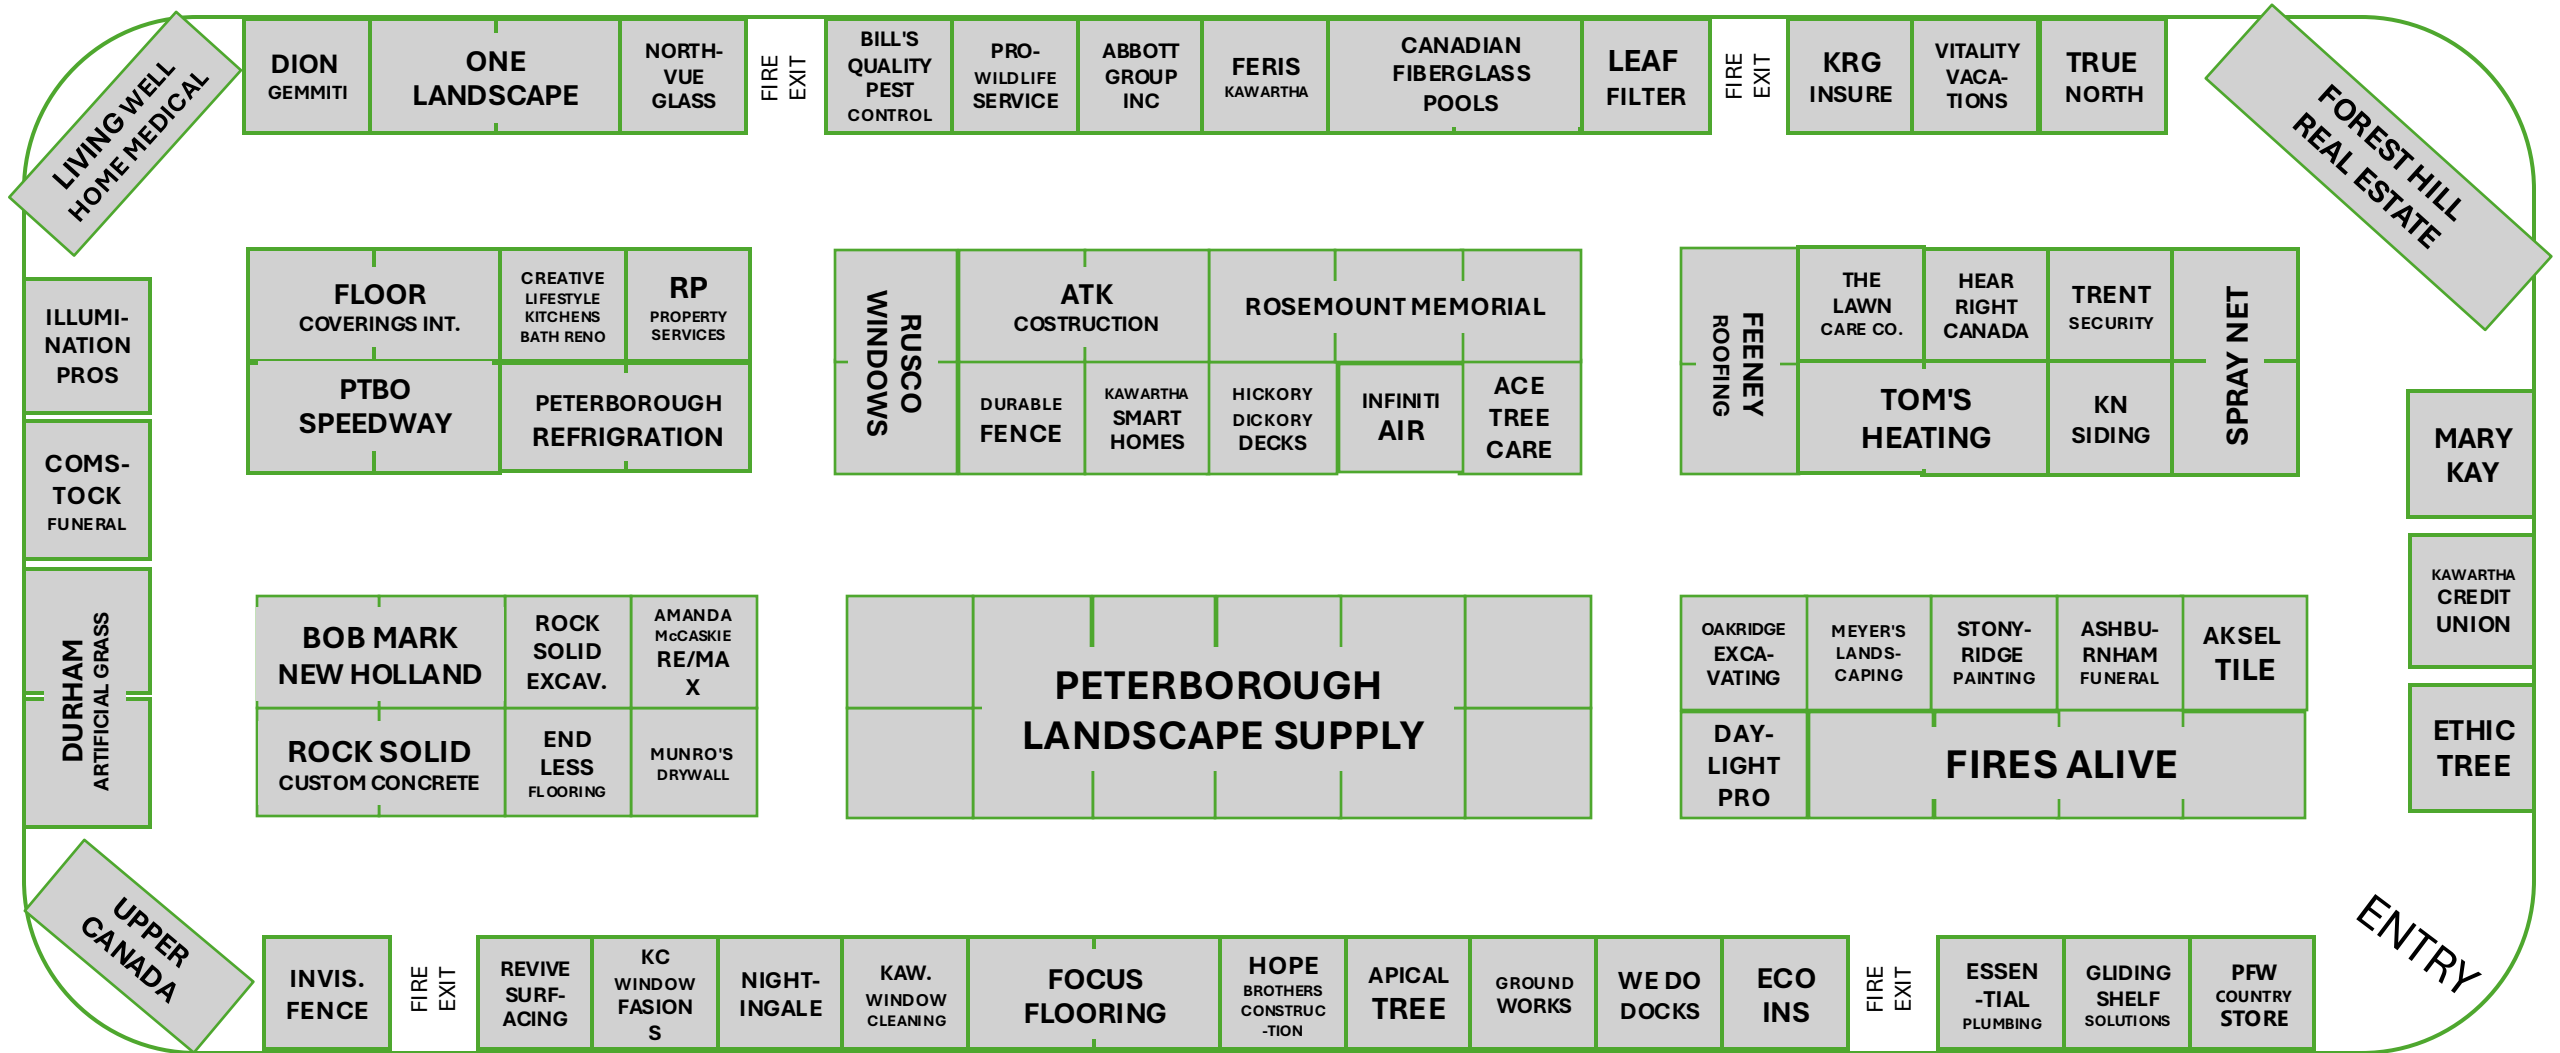 LIVING WELL
HOME MEDICAL
DION
GEMMITI
ONE
LANDSCAPE
NORTH-
VUE
GLASS
FIRE
EXIT
BILL'S
QUALITY
PEST
CONTROL
PRO-
WILDLIFE
SERVICE
ABBOTT
GROUP
INC
FERIS
KAWARTHA
CANADIAN
FIBERGLASS
POOLS
LEAF
FILTER
FIRE
EXIT
KRG
INSURE
VITALITY
VACA-
TIONS
TRUE
NORTH
FOREST HILL
REAL ESTATE
ILLUMI-
NATION
PROS
COMS-
TOCK
FUNERAL
DURHAM
ARTIFICIAL GRASS
FLOOR
COVERINGS INT.
CREATIVE
LIFESTYLE
KITCHENS
BATH RENO
RP
PROPERTY
SERVICES
PTBO
SPEEDWAY
PETERBOROUGH
REFRIGRATION
RUSCO
WINDOWS
ATK
COSTRUCTION
ROSEMOUNT MEMORIAL
DURABLE
FENCE
KAWARTHA
SMART
HOMES
HICKORY
DICKORY
DECKS
INFINITI
AIR
ACE
TREE
CARE
FEENEY
ROOFING
THE
LAWN
CARE CO.
HEAR
RIGHT
CANADA
TRENT
SECURITY
SPRAY NET
TOM'S
HEATING
KN
SIDING
MARY
KAY
KAWARTHA
CREDIT
UNION
ETHIC
TREE
BOB MARK
NEW HOLLAND
ROCK
SOLID
EXCAV.
AMANDA
McCASKIE
RE/MA
X
ROCK SOLID
CUSTOM CONCRETE
END
LESS
FLOORING
MUNRO'S
DRYWALL
PETERBOROUGH
LANDSCAPE SUPPLY
OAKRIDGE
EXCA-
VATING
MEYER'S
LANDS-
CAPING
STONY-
RIDGE
PAINTING
ASHBU-
RNHAM
FUNERAL
AKSEL
TILE
DAY-
LIGHT
PRO
FIRES ALIVE
UPPER
CANADA
INVIS.
FENCE
FIRE
EXIT
REVIVE
SURF-
ACING
KC
WINDOW
FASION
S
NIGHT-
INGALE
KAW.
WINDOW
CLEANING
FOCUS
FLOORING
HOPE
BROTHERS
CONSTRUC
-TION
APICAL
TREE
GROUND
WORKS
WE DO
DOCKS
ECO
INS
FIRE
EXIT
ESSEN
-TIAL
PLUMBING
GLIDING
SHELF
SOLUTIONS
PFW
COUNTRY
STORE
ENTRY